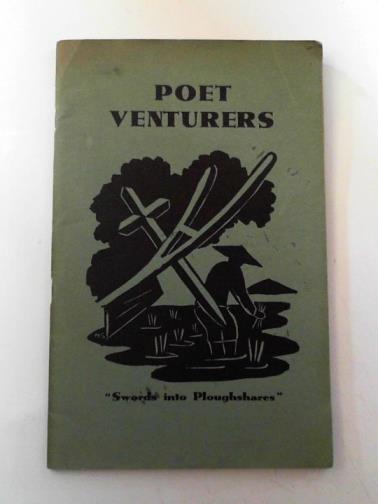 POET
VENTURERS
"Swords into Ploughshares"